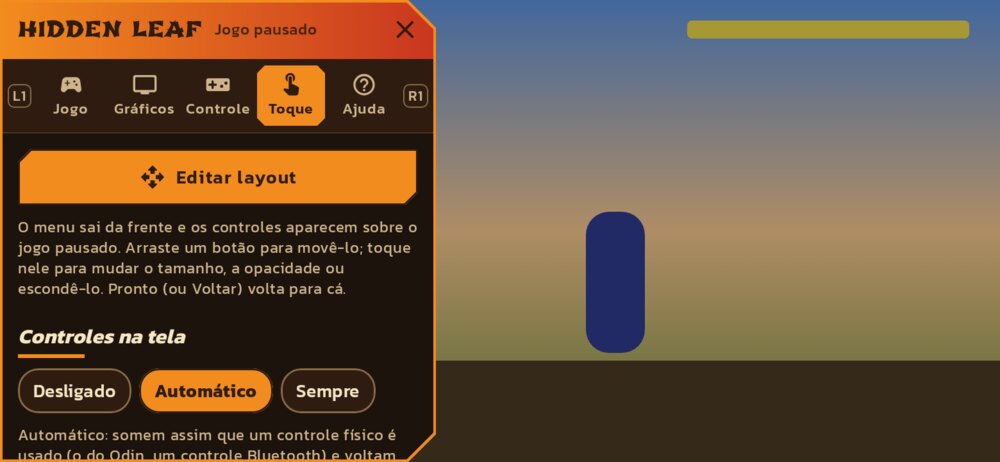 HIDDEN LEAF Jogo pausado
L1 Jogo Gráficos Controle Toque Ajuda R1
Editar layout
O menu sai da frente e os controles aparecem sobre o
jogo pausado. Arraste um botão para movê-lo; toque
nele para mudar o tamanho, a opacidade ou
escondê-lo. Pronto (ou Voltar) volta para cá.
Controles na tela
Desligado Automático Sempre
Automático: somem assim que um controle físico é
usado (o do Odin, um controle Bluetooth) e voltam